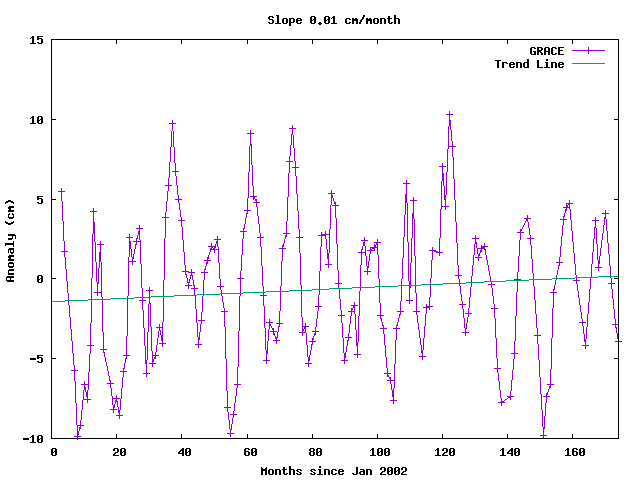 Slope 0.01 cm/month
GRACE
Trend Line
Anomaly (cm)
15
10
5
0
-5
-10
0 20 40 60 80 100 120 140 160
Months since Jan 2002